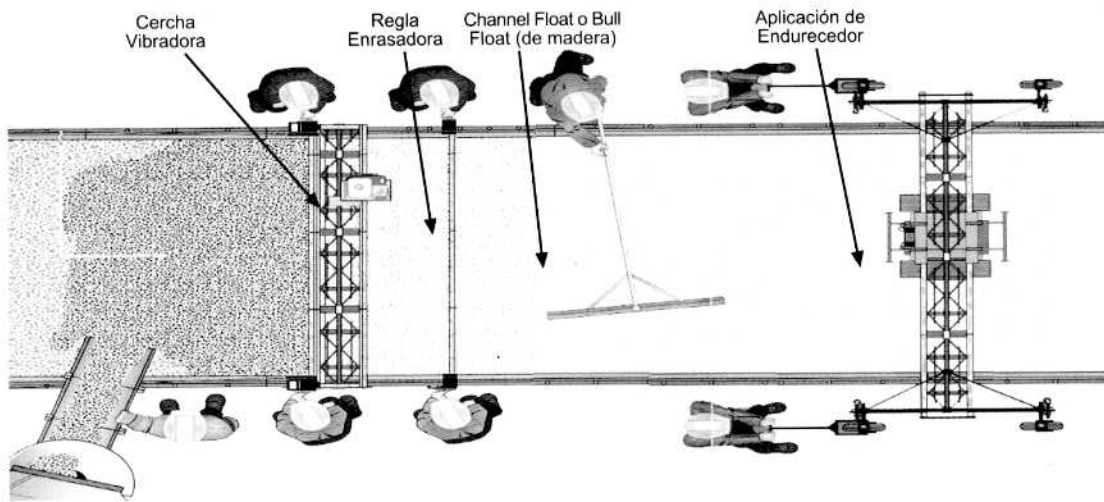 Cercha
Vibradora
Regla
Enrasadora
Channel Float o Bull
Float (de madera)
Aplicación de
Endurecedor